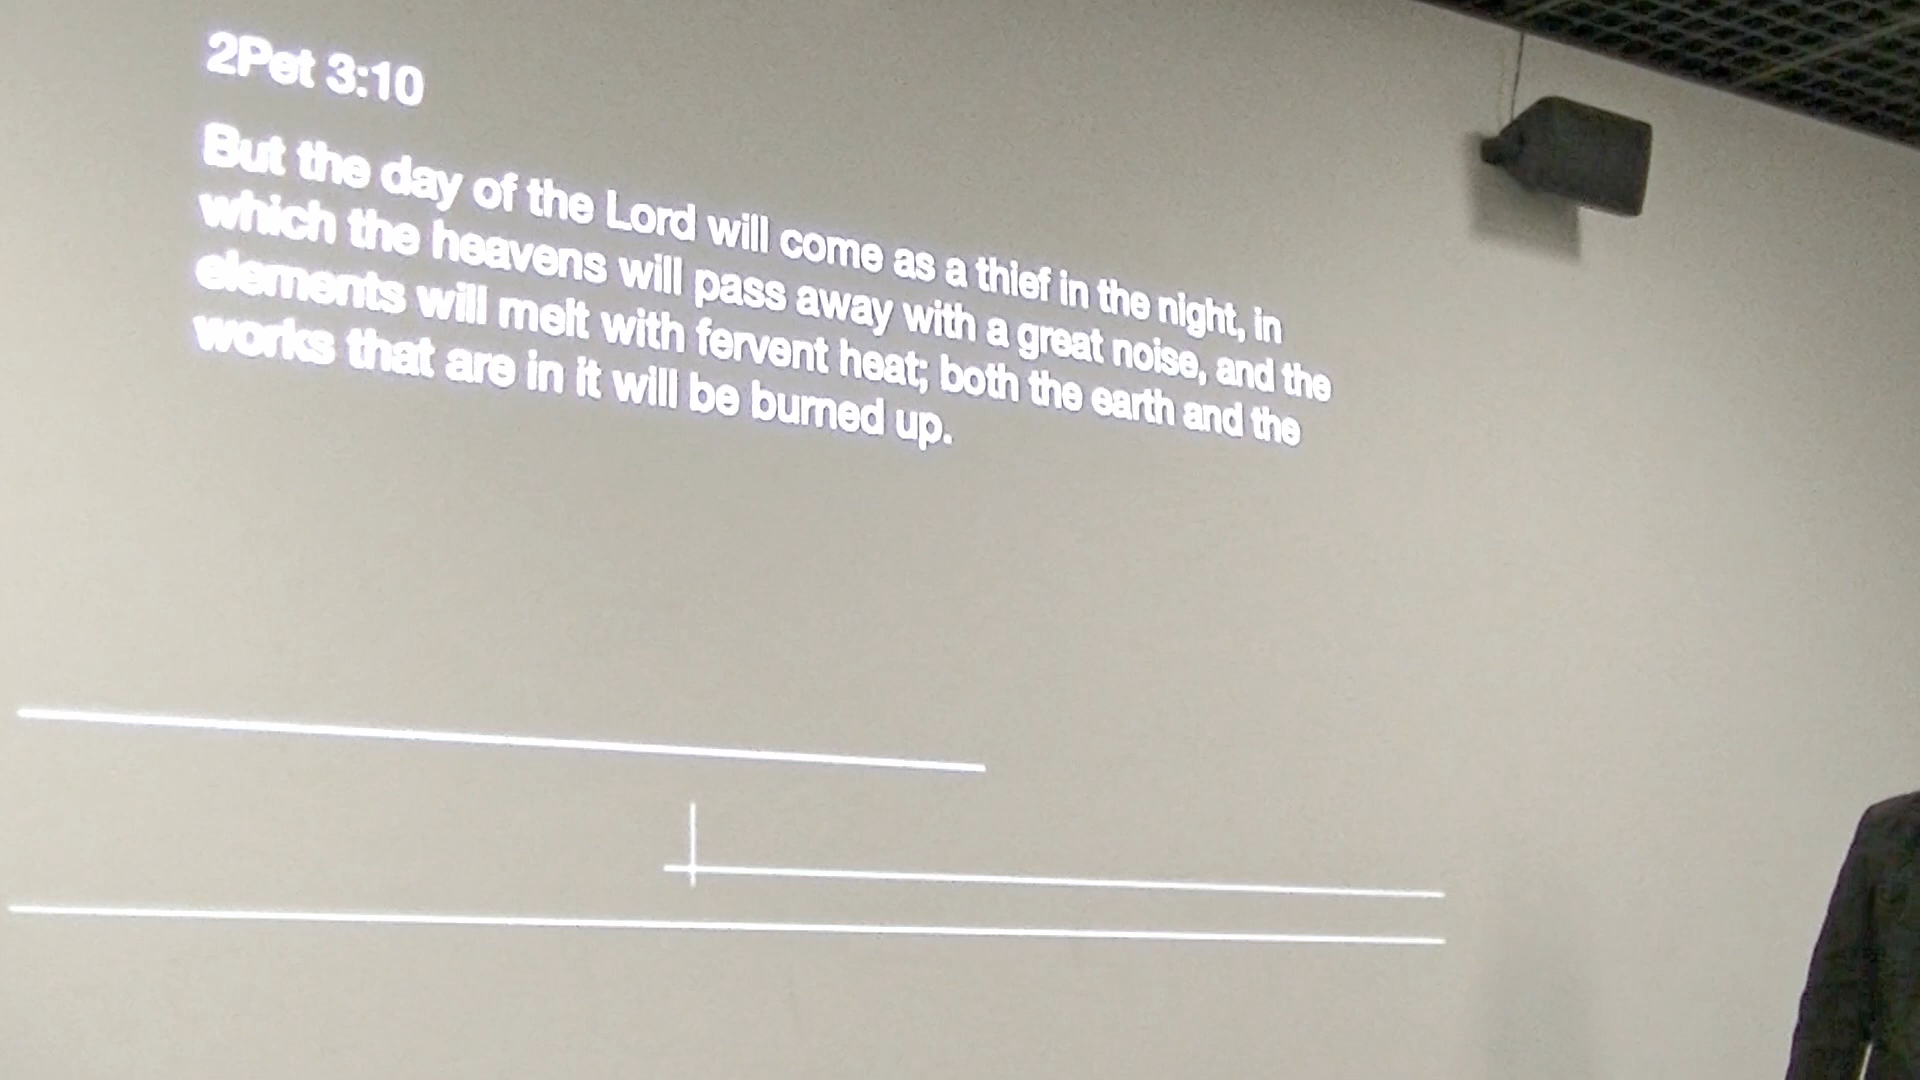 2Pet 3:10
But the day of the Lord will come as a thief in the night, in
which the heavens will pass away with a great noise, and the
elements will melt with fervent heat; both the earth and the
works that are in it will be burned up.